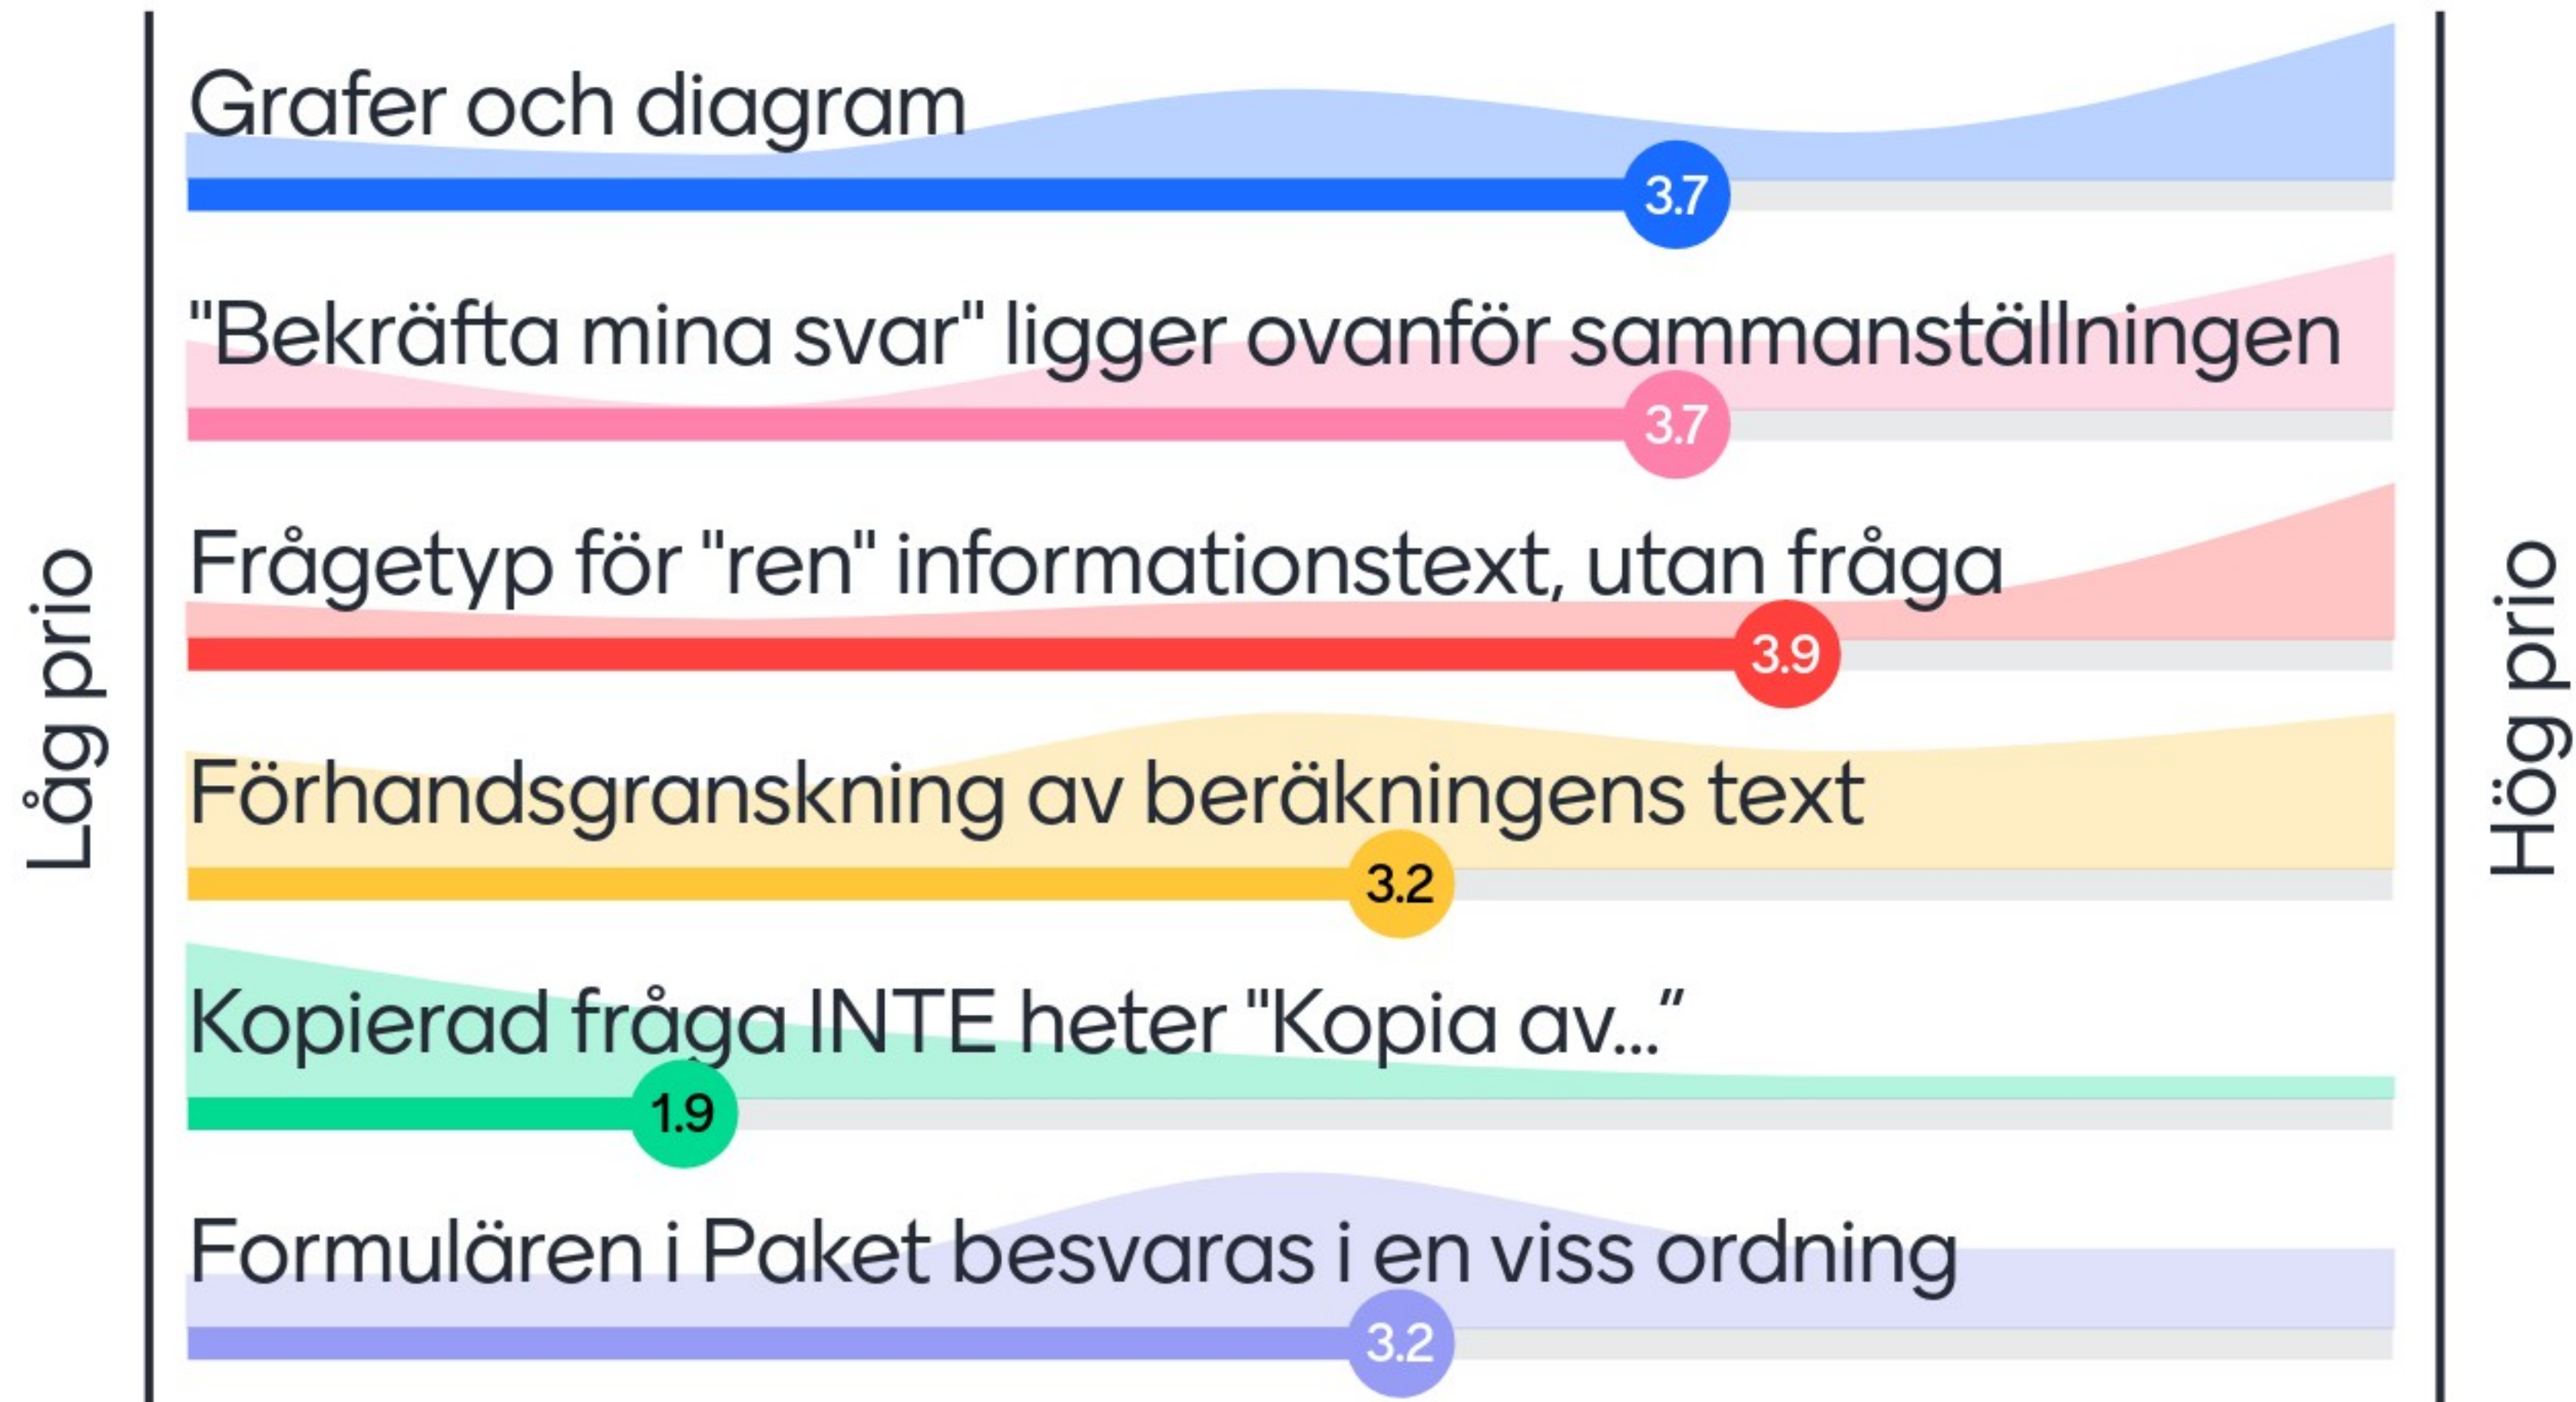 Grafer och diagram
3.7
"Bekräfta mina svar" ligger ovanför sammanställningen
3.7
Frågetyp för "ren" informationstext, utan fråga
3.9
Låg prio
Hög prio
Förhandsgranskning av beräkningens text
3.2
Kopierad fråga INTE heter "Kopia av...”
1.9
Formulären i Paket besvaras i en viss ordning
3.2